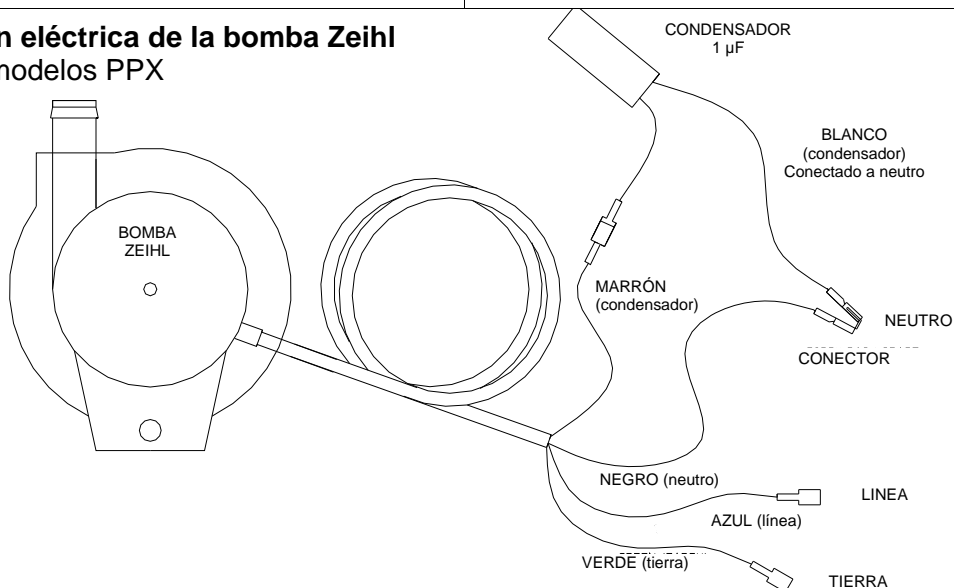 n eléctrica de la bomba Zeihl
modelos PPX
CONDENSADOR
1 µF
BLANCO
(condensador)
Conectado a neutro
BOMBA
ZEIHL
MARRÓN
(condensador)
NEUTRO
CONECTOR
NEGRO (neutro)
LINEA
AZUL (línea)
VERDE (tierra)
TIERRA